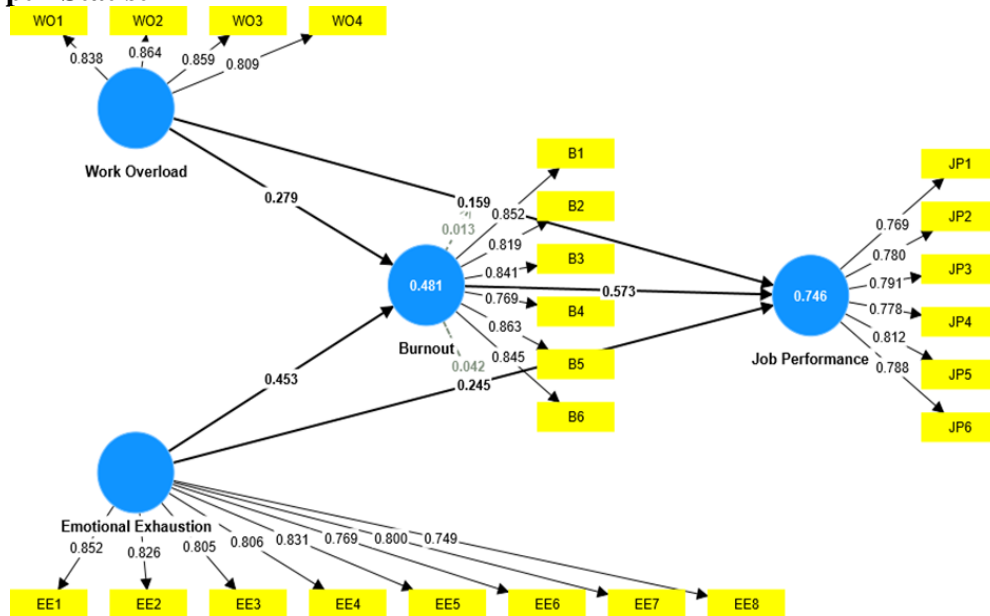 WO1 WO2 WO3 WO4
0.838 0.864 0.859 0.809
Work Overload
0.279
0.159
0.013
B1
B2
B3
B4
B5
B6
0.852
0.819
0.841
0.769
0.863
0.845
0.481
Burnout
0.573
0.042
0.245
0.453
JP1
JP2
JP3
JP4
JP5
JP6
0.769
0.780
0.791
0.778
0.812
0.788
0.746
Job Performance
Emotional Exhaustion
0.852 0.826 0.805 0.806 0.831 0.769 0.800 0.749
EE1 EE2 EE3 EE4 EE5 EE6 EE7 EE8